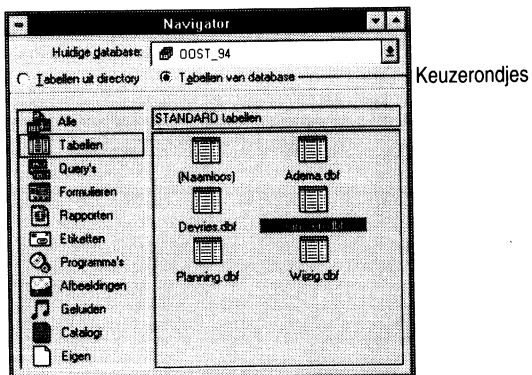 Navigator
Huidige database: OOST_94
Tabellen uit directory Tabellen van database Keuzerondjes
Alle
Tabellen
Query's
Formulieren
Rapporten
Etiketten
Programma's
Afbeeldingen
Geluiden
Catalogi
Eigen
STANDARD tabellen
(Naamloos) Adema.dbf
Devries.dbf
Planning.dbf Wijzig.dbf